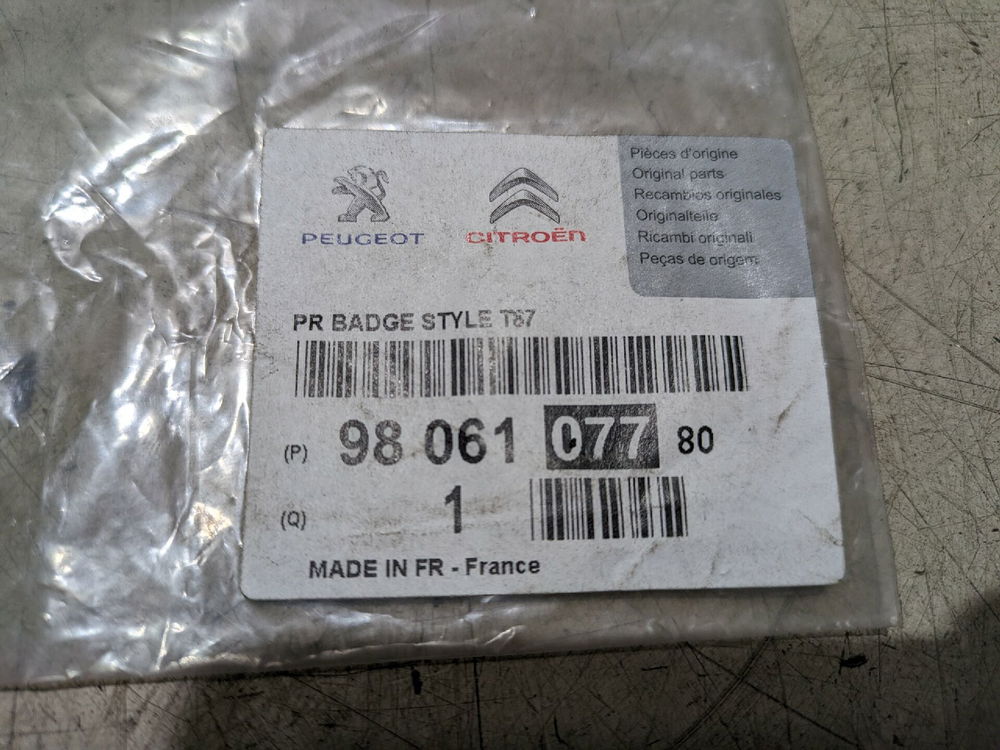 PEUGEOT
CITROËN
Pièces d'origine
Original parts
Recambios originales
Originalteile
Ricambi originali
Peças de origem
PR BADGE STYLE T87
(P) 98 061 077 80
(Q) 1
MADE IN FR - France